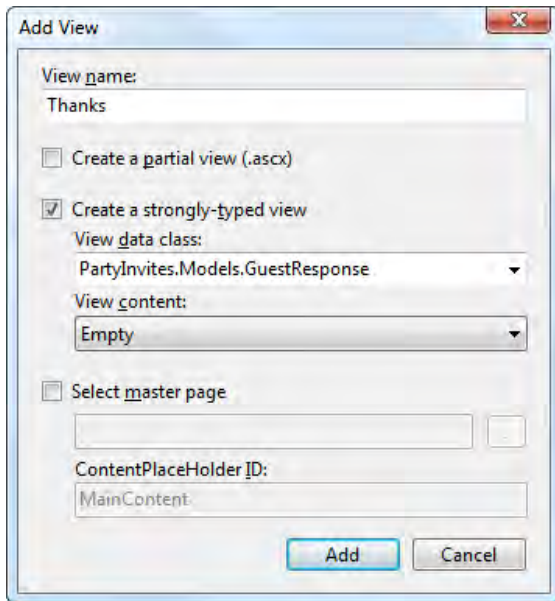 Add View
View name:
Thanks
Create a partial view (.ascx)
Create a strongly-typed view
View data class:
PartyInvites.Models.GuestResponse
View content:
Empty
Select master page
...
ContentPlaceHolder ID:
MainContent
Add Cancel